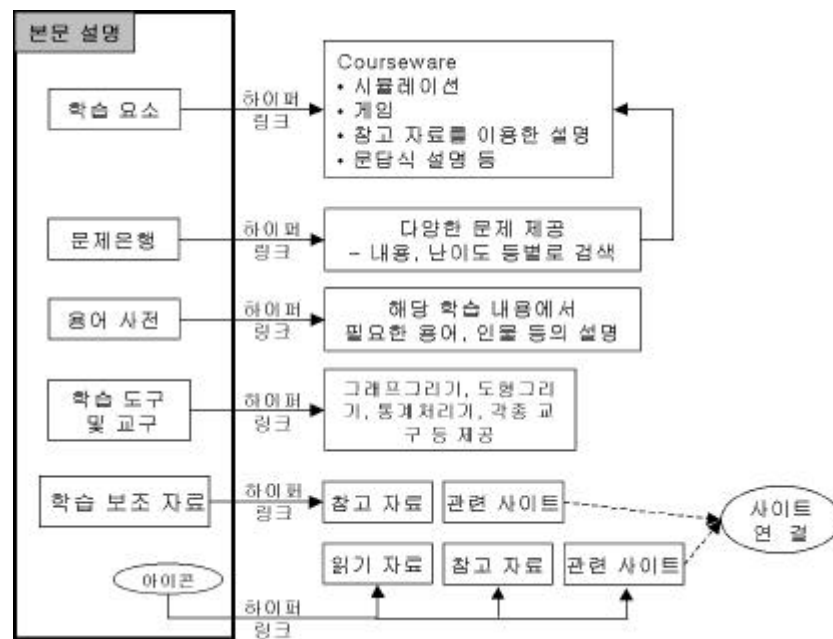 본문 설명
학습 요소
하이퍼
링크
Courseware
• 시뮬레이션
• 게임
• 참고 자료를 이용한 설명
• 문답식 설명 등
문제은행
하이퍼
링크
다양한 문제 제공
– 내용, 난이도 등별로 검색
용어 사전
하이퍼
링크
해당 학습 내용에서
필요한 용어, 인물 등의 설명
학습 도구
및 교구
하이퍼
링크
그래프그리기, 도형그리
기, 통계처리기, 각종 교
구 등 제공
학습 보조 자료
하이퍼
링크
참고 자료
관련 사이트
사이트
연 결
읽기 자료
참고 자료
관련 사이트
아이콘
하이퍼
링크